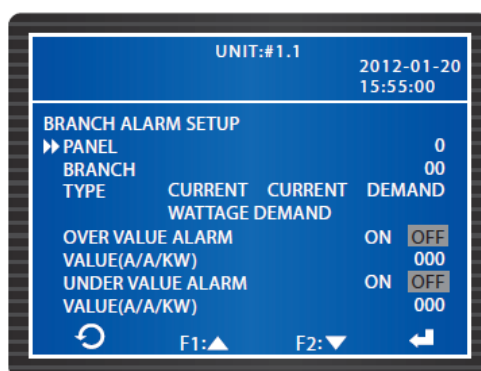 UNIT:#1.1
2012-01-20
15:55:00
BRANCH ALARM SETUP
PANEL 0
BRANCH 00
TYPE CURRENT CURRENT DEMAND
WATTAGE DEMAND
OVER VALUE ALARM ON OFF
VALUE(A/A/KW) 000
UNDER VALUE ALARM ON OFF
VALUE(A/A/KW) 000
F1:▲ F2:▼